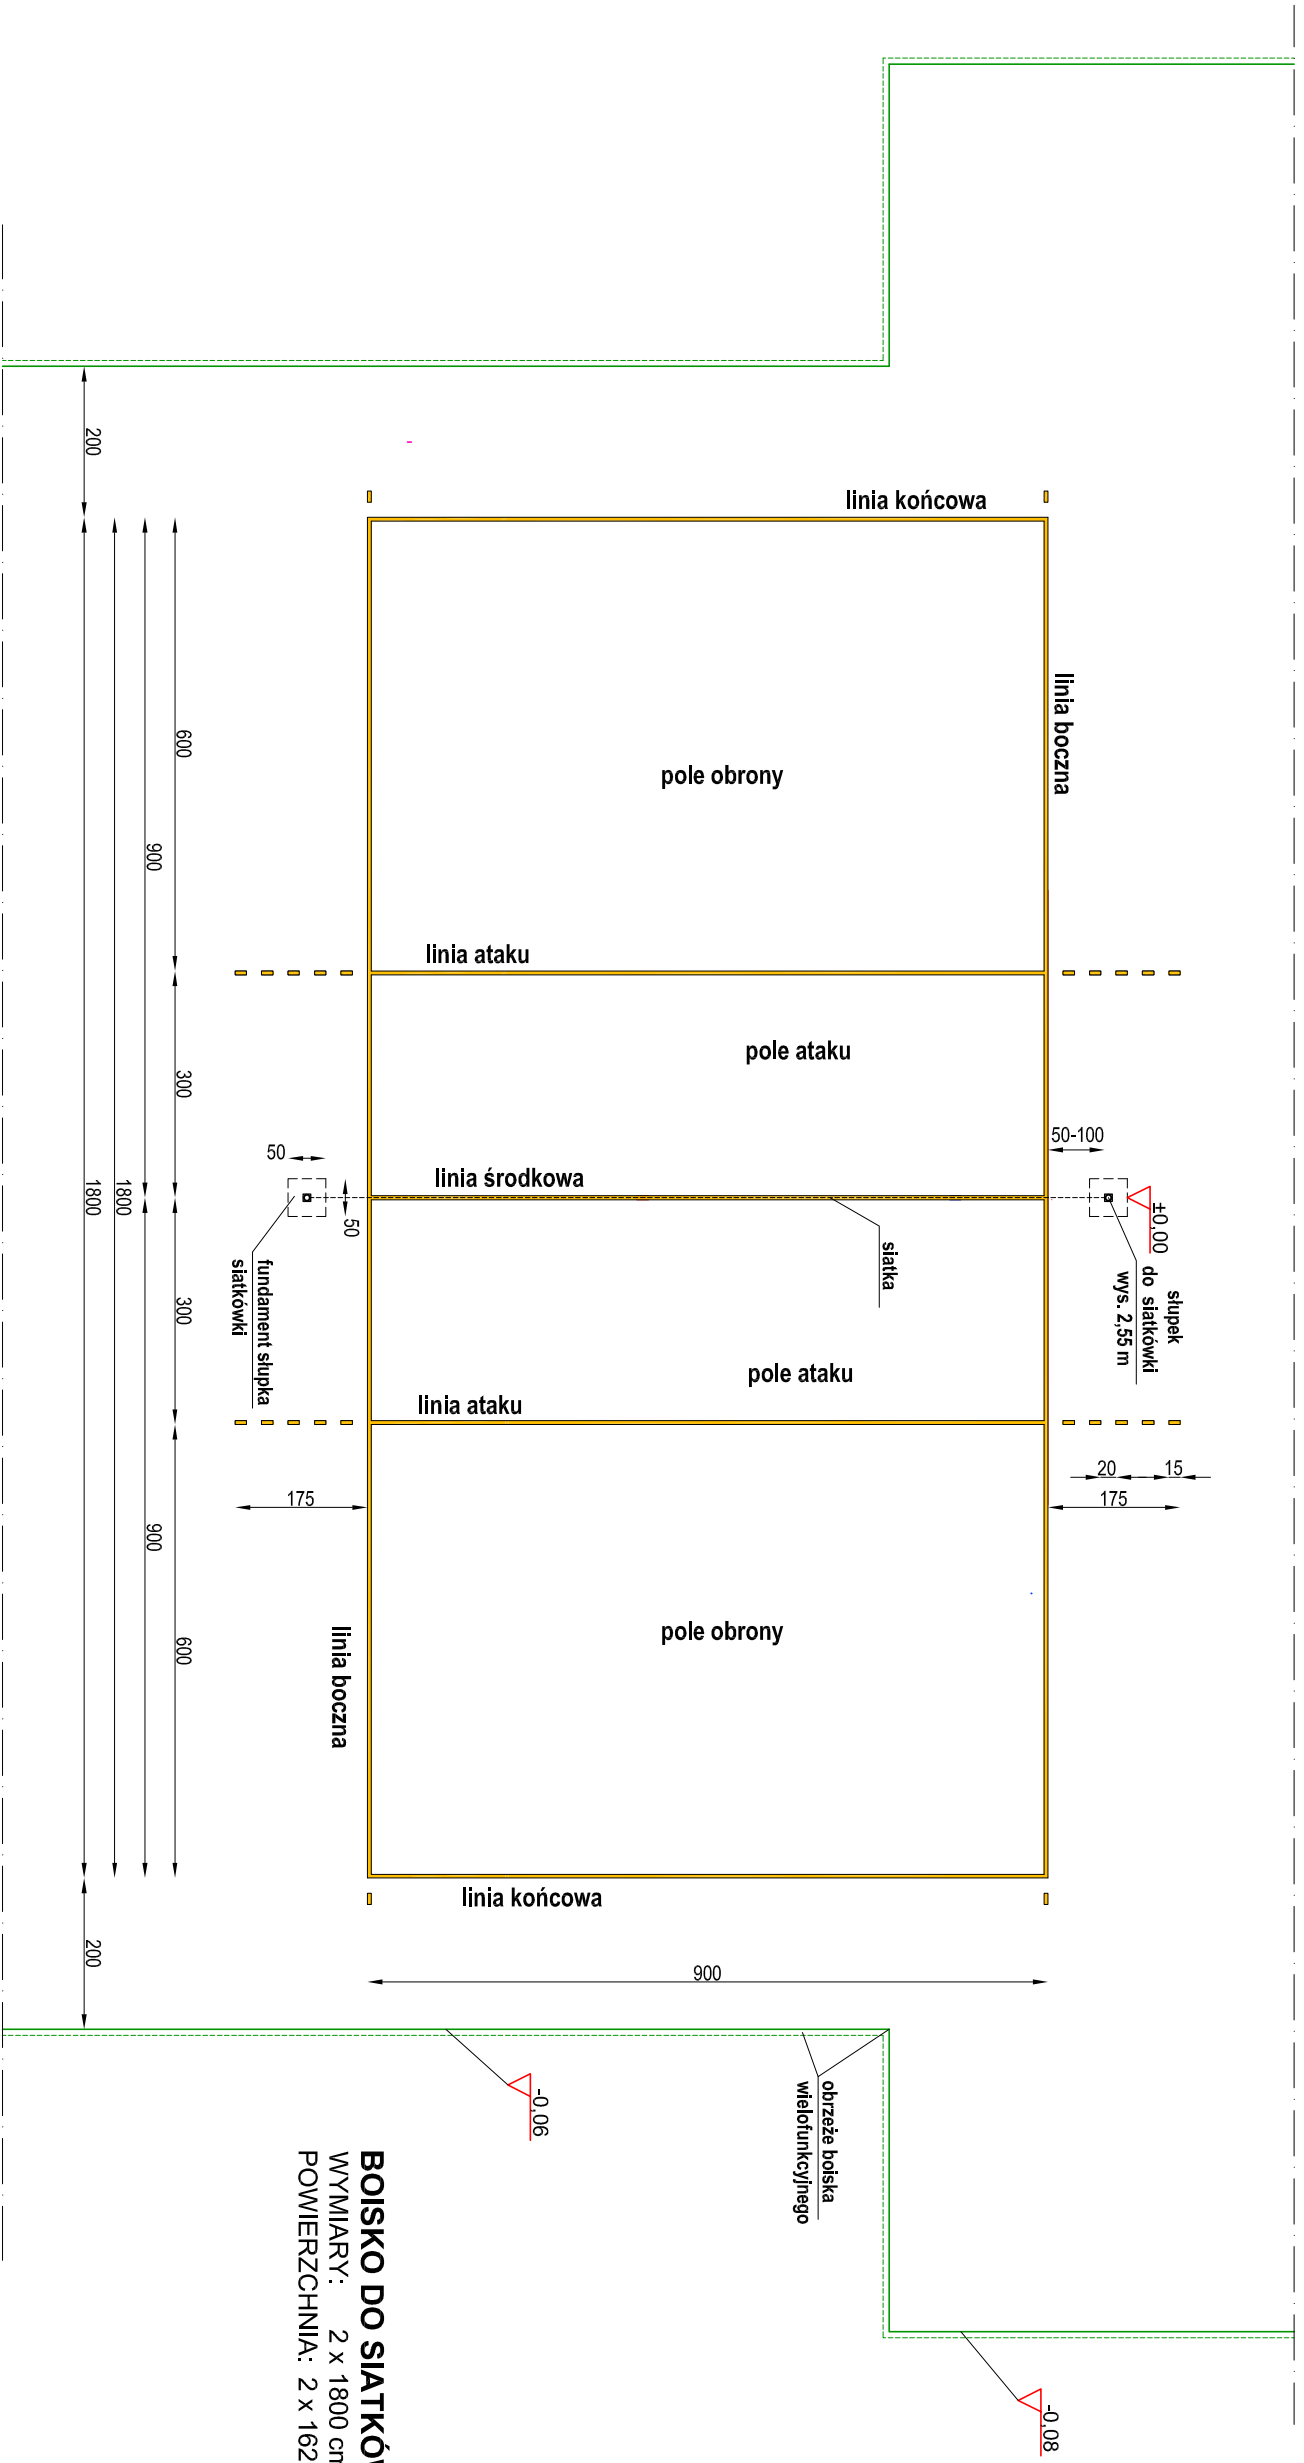 linia końcowa
linia boczna
pole obrony
linia ataku
pole ataku
50-100
linia środkowa
siatka
±0,00
słupek
do siatkówki
wys. 2,55 m
50
50
fundament słupka
siatkówki
pole ataku
linia ataku
20
15
175
175
pole obrony
linia boczna
linia końcowa
900
200
600
900
300
1800
1800
300
900
600
200
obrzeże boiska
wielofunkcyjnego
-0,06
-0,08
BOISKO DO SIATKÓ
WYMIARY: 2 x 1800 cm
POWIERZCHNIA: 2 x 162